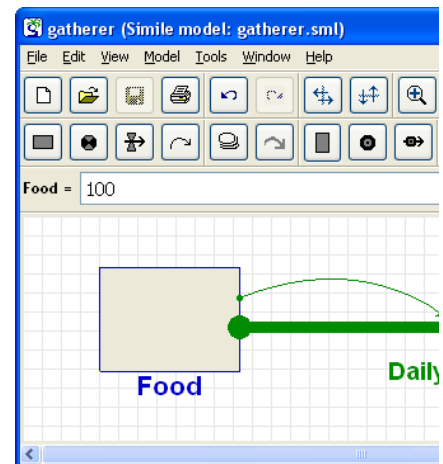 gatherer (Simile model: gatherer.sml)
File Edit View Model Tools Window Help
Food = 100
Food
Daily